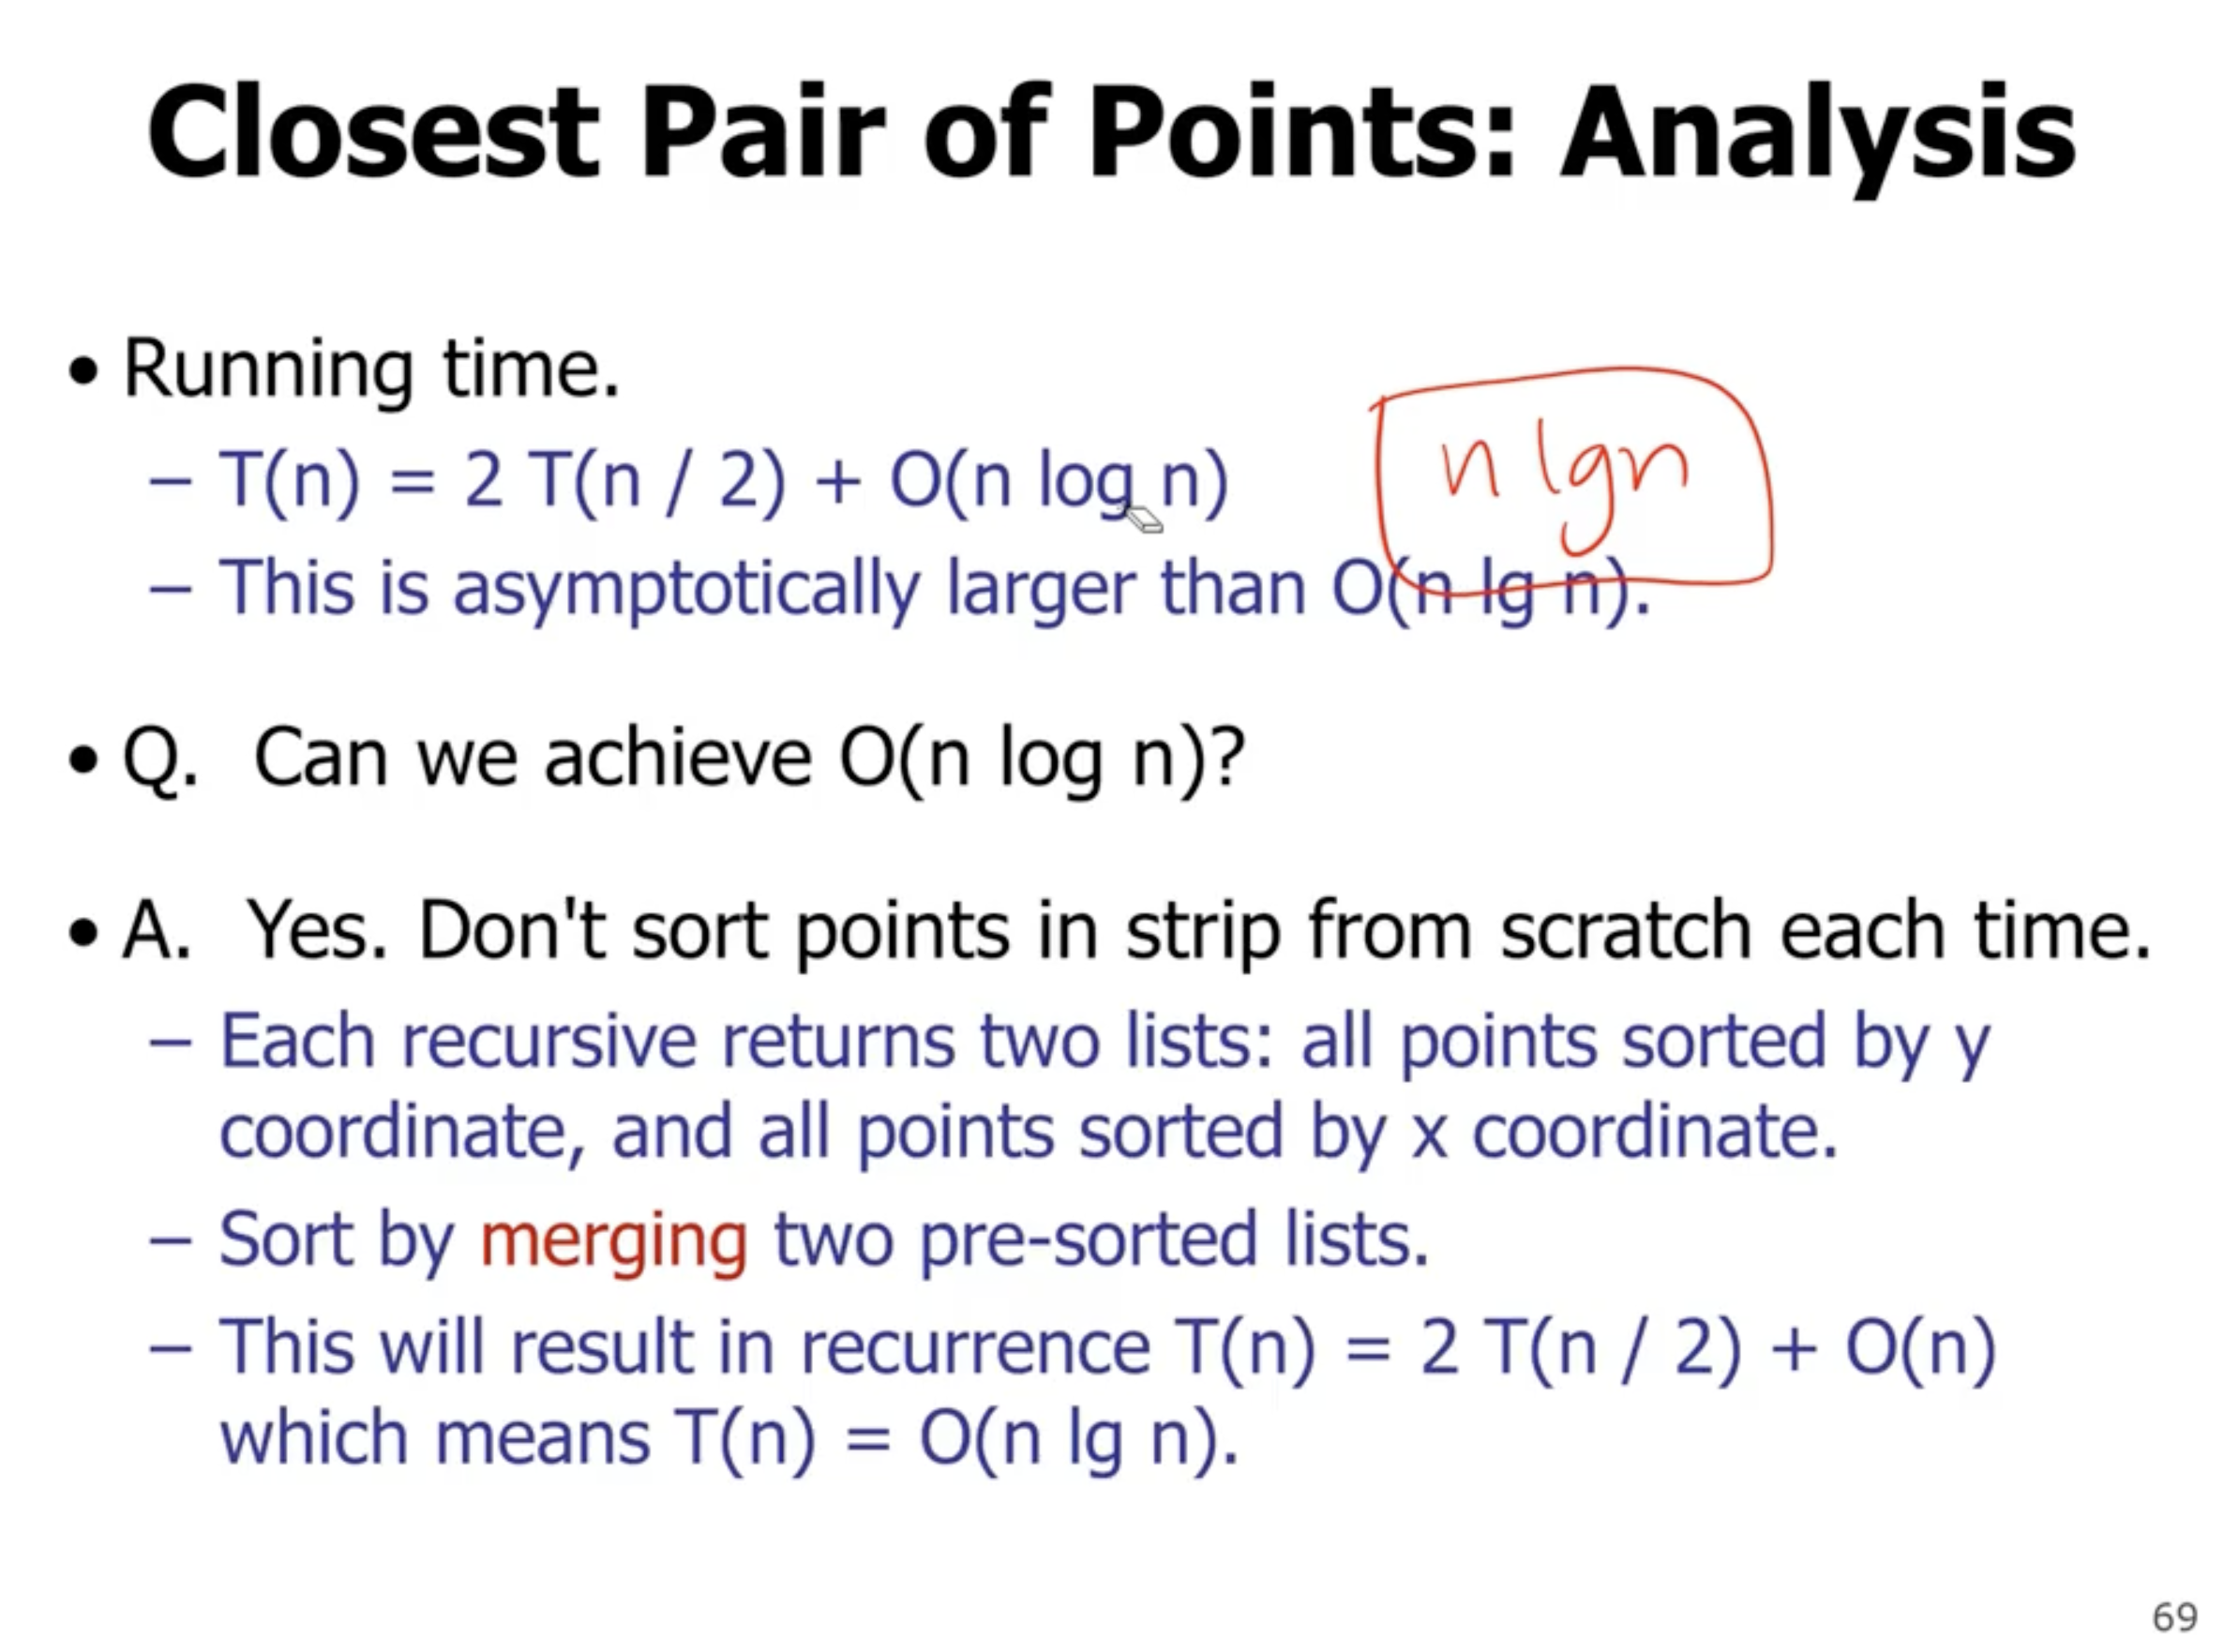 Closest Pair of Points: Analysis
• Running time.
– T(n) = 2 T(n / 2) + O(n log n)
n lgn
– This is asymptotically larger than O(n lg n).
• Q. Can we achieve O(n log n)?
• A. Yes. Don't sort points in strip from scratch each time.
– Each recursive returns two lists: all points sorted by y
coordinate, and all points sorted by x coordinate.
– Sort by merging two pre-sorted lists.
– This will result in recurrence T(n) = 2 T(n / 2) + O(n)
which means T(n) = O(n lg n).
69